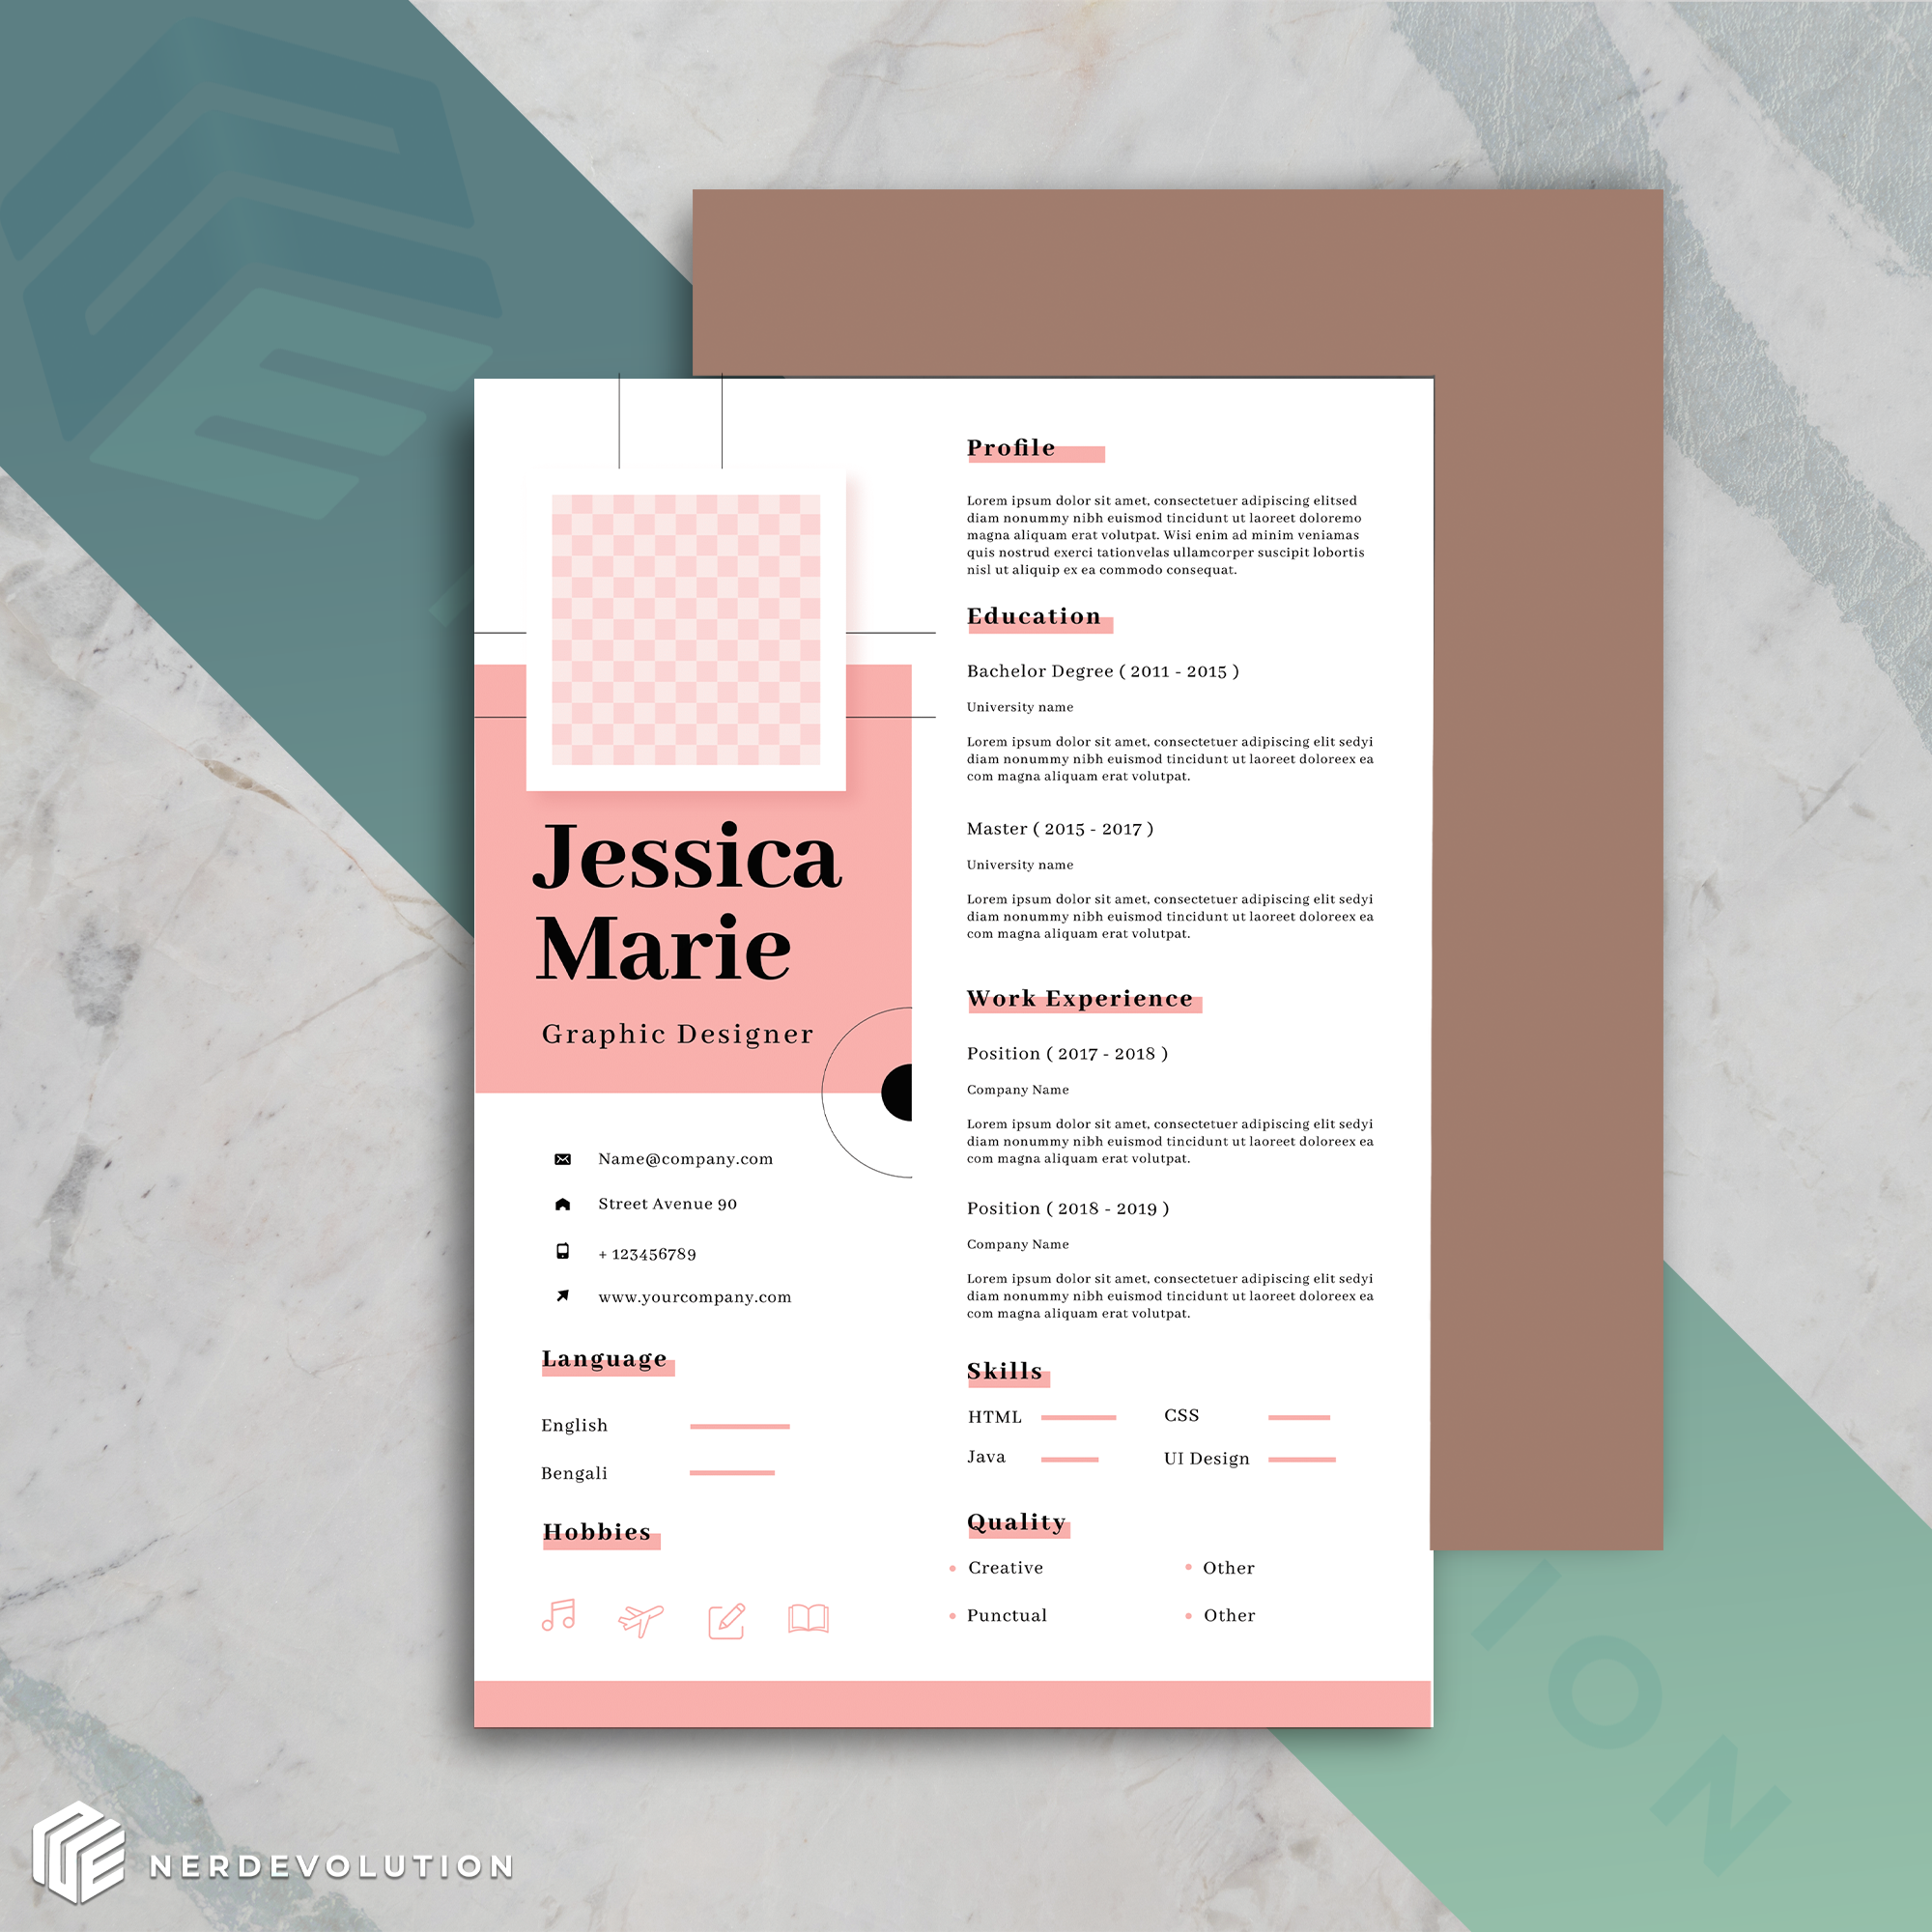 Jessica
Marie
Graphic Designer
Name@company.com
Street Avenue 90
+ 123456789
www.yourcompany.com
Language
English
Bengali
Hobbies
Profile
Lorem ipsum dolor sit amet, consectetuer adipiscing elitsed
diam nonummy nibh euismod tincidunt ut laoreet doloremo
magna aliquam erat volutpat. Wisi enim ad minim veniamas
quis nostrud exerci tationvelas ullamcorper suscipit lobortis
nisl ut aliquip ex ea commodo consequat.
Education
Bachelor Degree ( 2011 - 2015 )
University name
Lorem ipsum dolor sit amet, consectetuer adipiscing elit sedyi
diam nonummy nibh euismod tincidunt ut laoreet doloreex ea
com magna aliquam erat volutpat.
Master ( 2015 - 2017 )
University name
Lorem ipsum dolor sit amet, consectetuer adipiscing elit sedyi
diam nonummy nibh euismod tincidunt ut laoreet doloreex ea
com magna aliquam erat volutpat.
Work Experience
Position ( 2017 - 2018 )
Company Name
Lorem ipsum dolor sit amet, consectetuer adipiscing elit sedyi
diam nonummy nibh euismod tincidunt ut laoreet doloreex ea
com magna aliquam erat volutpat.
Position ( 2018 - 2019 )
Company Name
Lorem ipsum dolor sit amet, consectetuer adipiscing elit sedyi
diam nonummy nibh euismod tincidunt ut laoreet doloreex ea
com magna aliquam erat volutpat.
Skills
HTML CSS
Java UI Design
Quality
Creative Other
Punctual Other
ION
NERDEVOLUTION